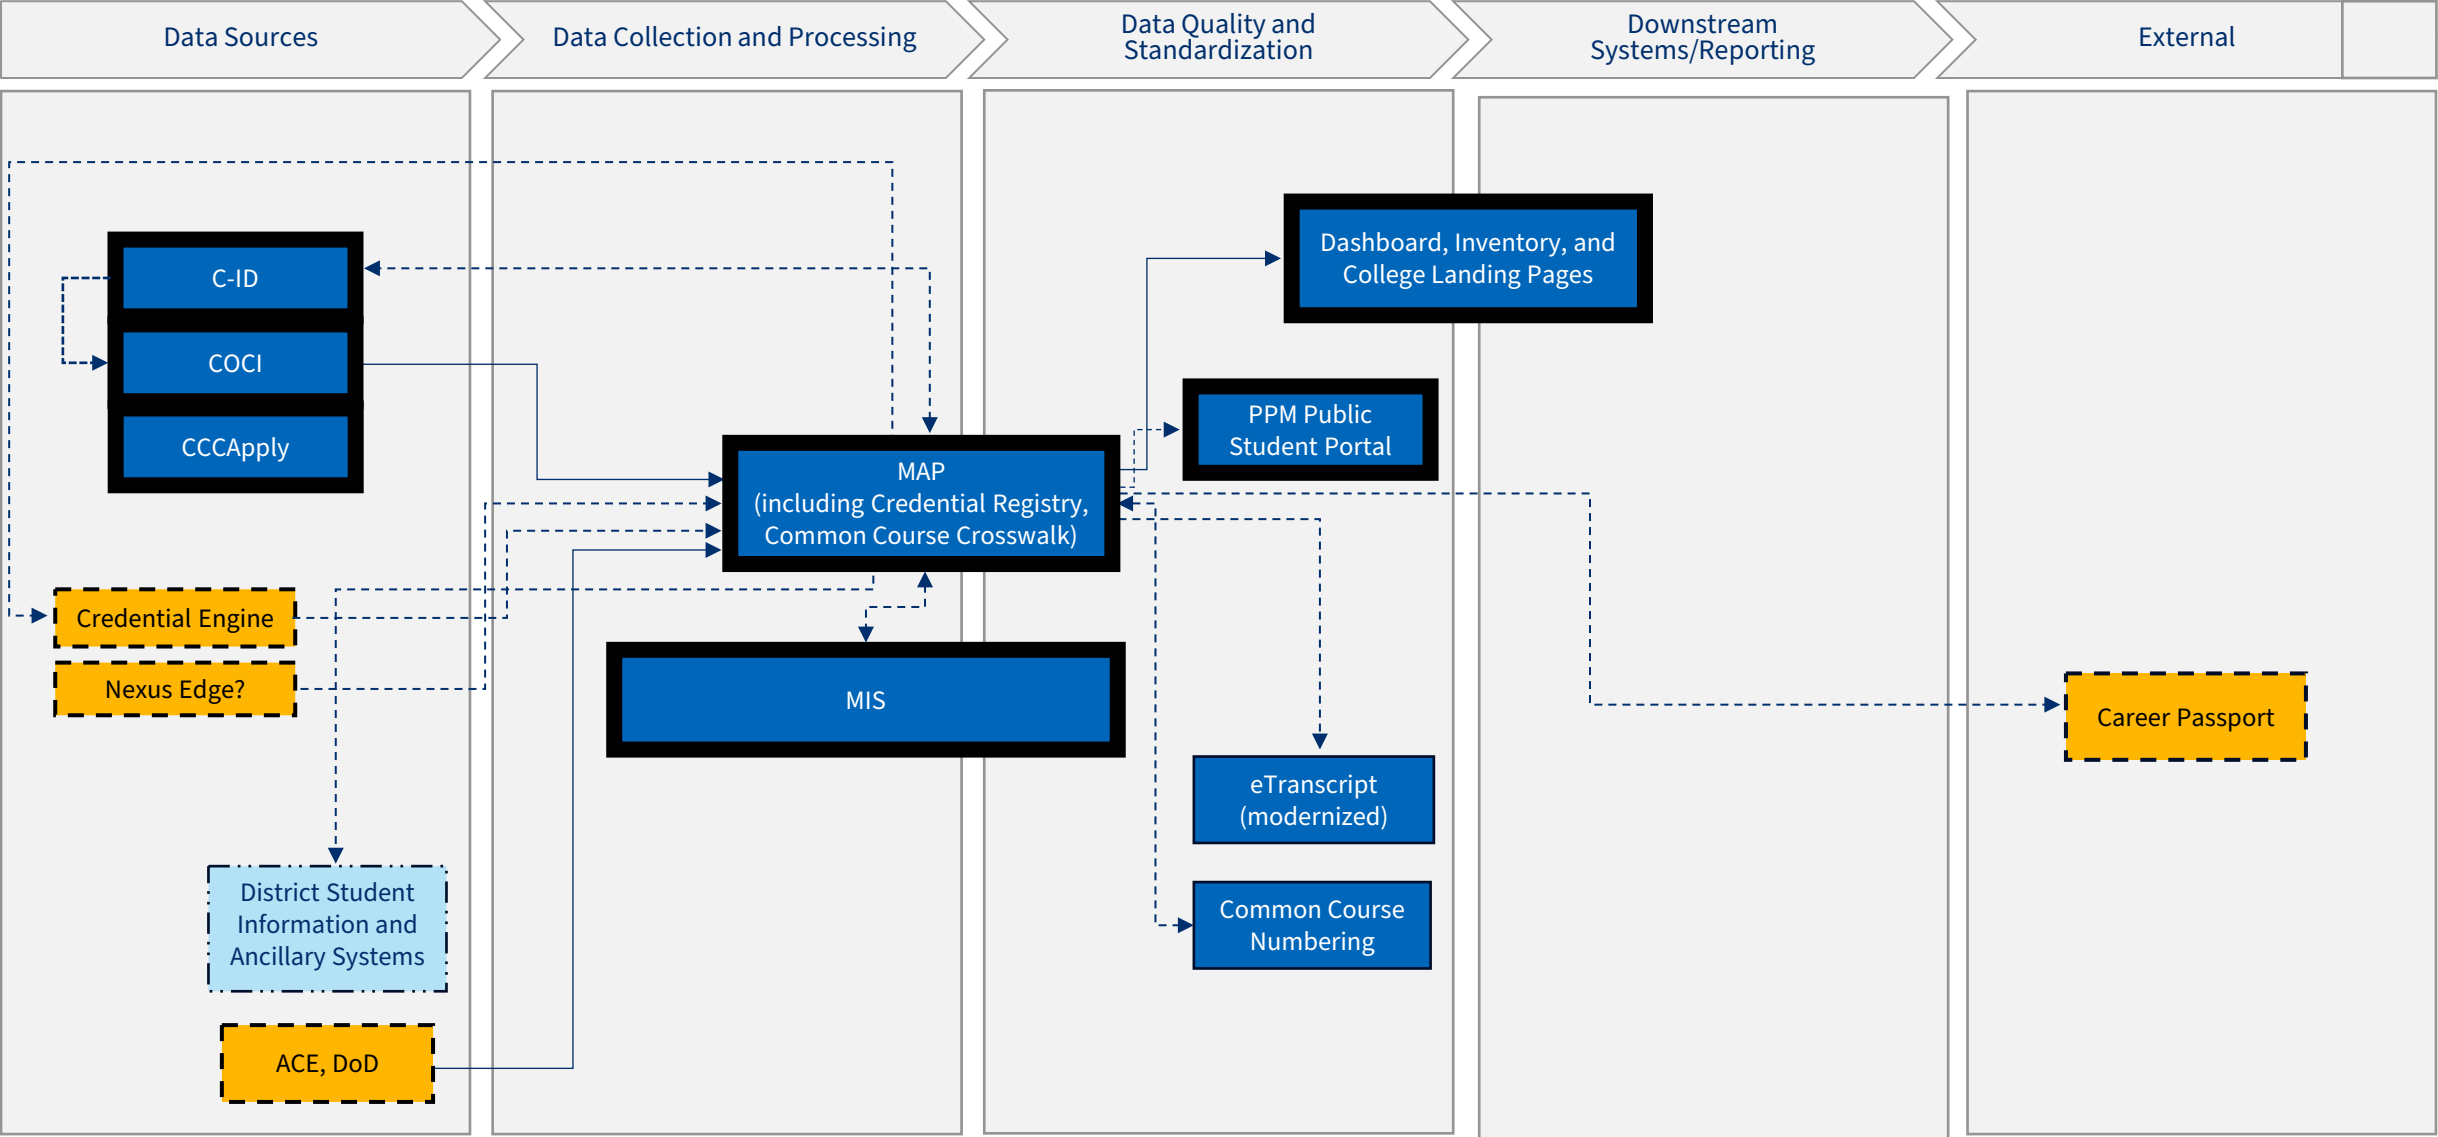 Data Sources
Data Collection and Processing
Data Quality and
Standardization
Downstream
Systems/Reporting
External
C-ID
COCI
CCCApply
Dashboard, Inventory, and
College Landing Pages
PPM Public
Student Portal
MAP
(including Credential Registry,
Common Course Crosswalk)
Credential Engine
Nexus Edge?
MIS
Career Passport
eTranscript
(modernized)
District Student
Information and
Ancillary Systems
Common Course
Numbering
ACE, DoD